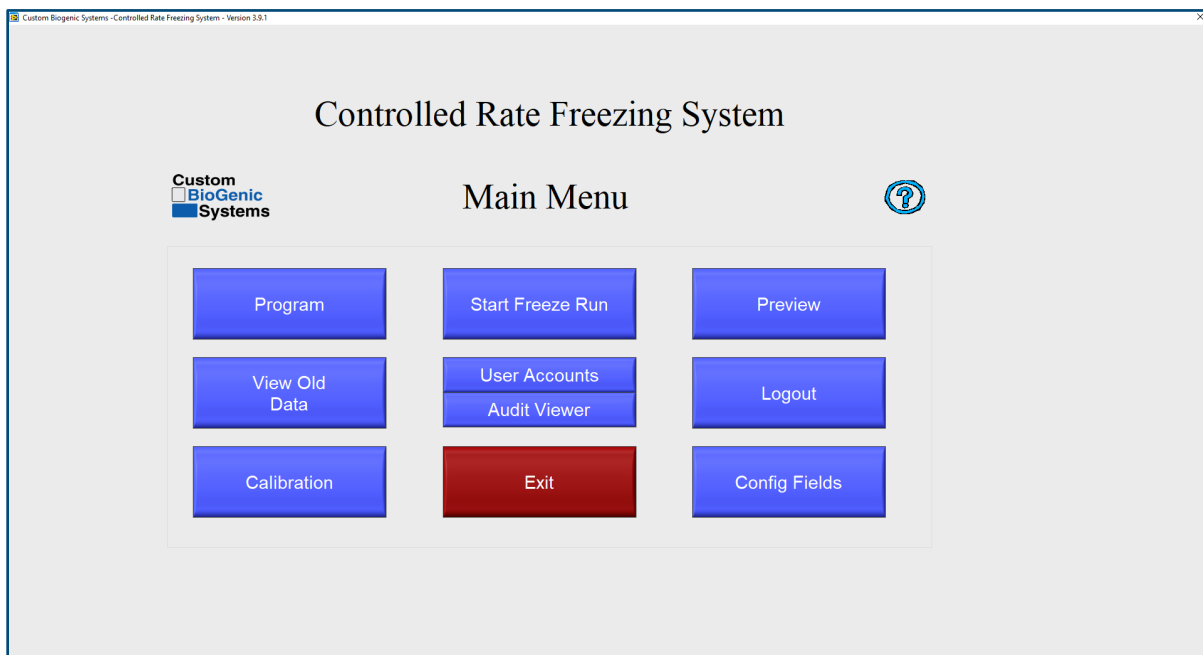 Custom Biogenic Systems -Controlled Rate Freezing System - Version 3.9.1
Controlled Rate Freezing System
Custom
BioGenic
Systems
Main Menu
?
Program
Start Freeze Run
Preview
View Old
Data
User Accounts
Audit Viewer
Logout
Calibration
Exit
Config Fields